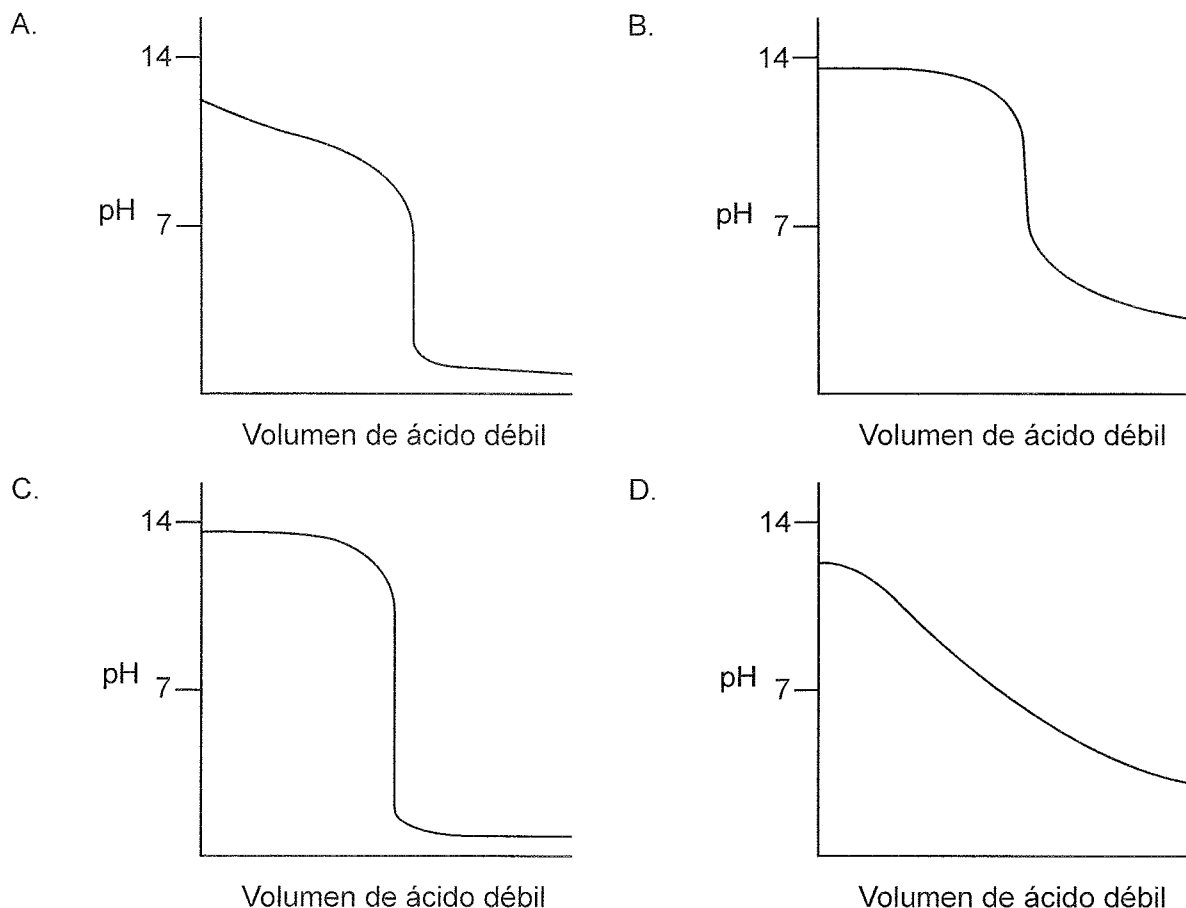 A.
14
pH 7
Volumen de ácido débil
B.
14
pH 7
Volumen de ácido débil
C.
14
pH 7
Volumen de ácido débil
D.
14
pH 7
Volumen de ácido débil